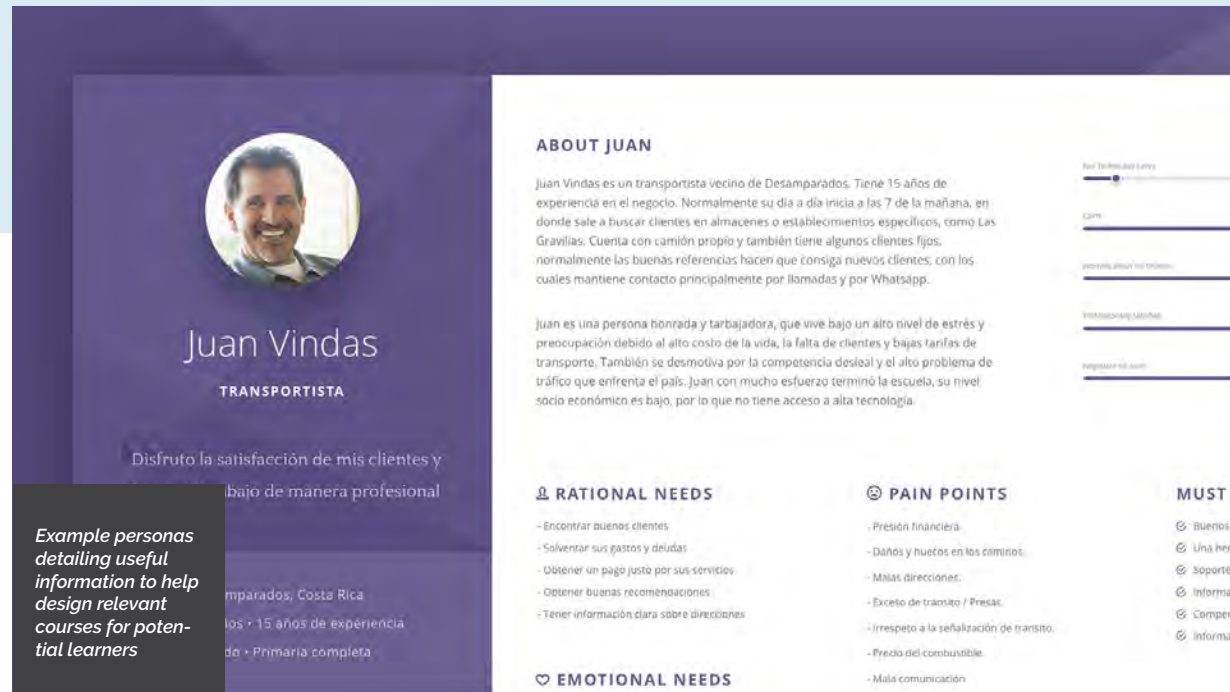 Juan Vindas
TRANSPORTISTA
Disfruto la satisfacción de mis clientes y
bajo de manera profesional
mparados, Costa Rica
os • 15 años de experiencia
do • Primaria completa
Example personas
detailing useful
information to help
design relevant
courses for poten-
tial learners
ABOUT JUAN
Juan Vindas es un transportista vecino de Desamparados. Tiene 15 años de
experiencia en el negocio. Normalmente su dia a dia inicia a las 7 de la mañana, en
donde sale a buscar clientes en almacenes o establecimientos específicos, como Las
Gravilias. Cuenta con camión propio y también tiene algunos clientes fijos,
normalmente las buenas referencias hacen que consiga nuevos clientes, con los
cuales mantiene contacto principalmente por llamadas y por Whatsapp.
Juan es una persona honrada y tarbajadora, que vive bajo un alto nivel de estrés y
preocupación debido al alto costo de la vida, la falta de clientes y bajas tarifas de
transporte. También se desmotiva por la competencia desleal y el alto problema de
tráfico que enfrenta el país. Juan con mucho esfuerzo terminó la escuela, su nivel
socio económico es bajo, por lo que no tiene acceso a alta tecnología.
RATIONAL NEEDS
- Encontrar buenos clientes
- Solventar sus gastos y deudas
- Obtener un pago justo por sus servicios
- Obtener buenas recomendaciones
- Tener información clara sobre direcciones
EMOTIONAL NEEDS
PAIN POINTS
- Presión financiera.
- Daños y huecos en los caminos.
- Malas direcciones.
- Exceso de transito / Presas.
- Irrespeto a la señalización de transito.
- Precio del combustible.
- Mala comunicación
MUST
Buenos
Una her
Soporte
Informa
Compe
Informa